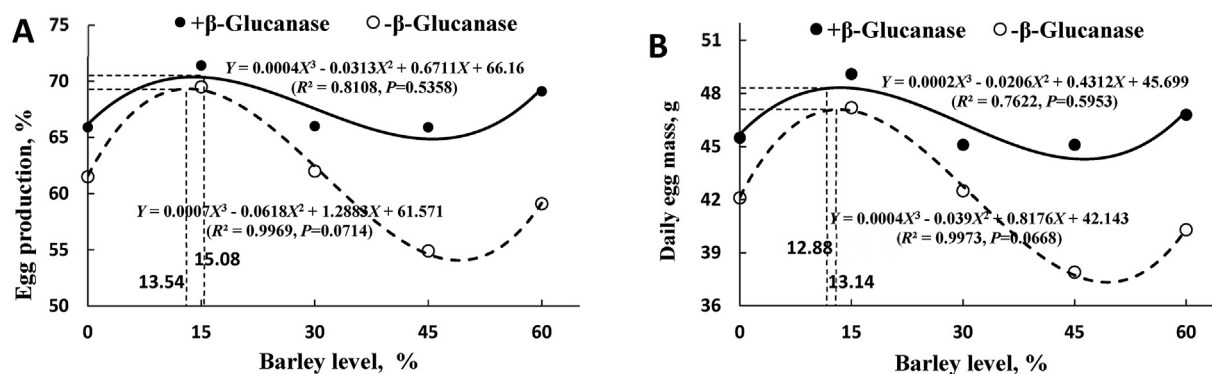 A
+β-Glucanase
-β-Glucanase
75
70
65
60
55
50
Egg production, %
Y = 0.0004X³ - 0.0313X² + 0.6711X + 66.16
(R² = 0.8108, P=0.5358)
Y = 0.0007X³ - 0.0618X² + 1.2883X + 61.571
(R² = 0.9969, P=0.0714)
15.08
13.54
0 15 30 45 60
Barley level, %
B
+β-Glucanase
-β-Glucanase
51
48
45
42
39
36
Daily egg mass, g
Y = 0.0002X³ - 0.0206X² + 0.4312X + 45.699
(R² = 0.7622, P=0.5953)
Y = 0.0004X³ - 0.039X² + 0.8176X + 42.143
(R² = 0.9973, P=0.0668)
12.88
13.14
0 15 30 45 60
Barley level, %